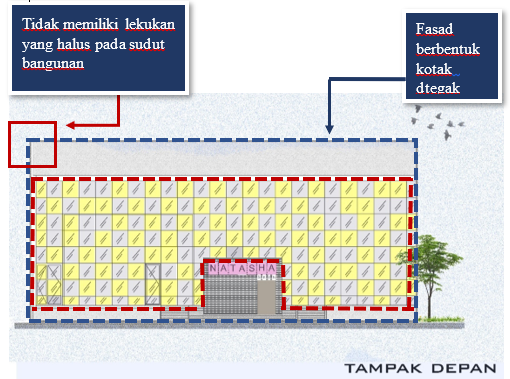 Tidak memiliki lekukan
yang halus pada sudut
bangunan
Fasad
berbentuk
kotak
dtegak
NATASHA
TAMPAK DEPAN